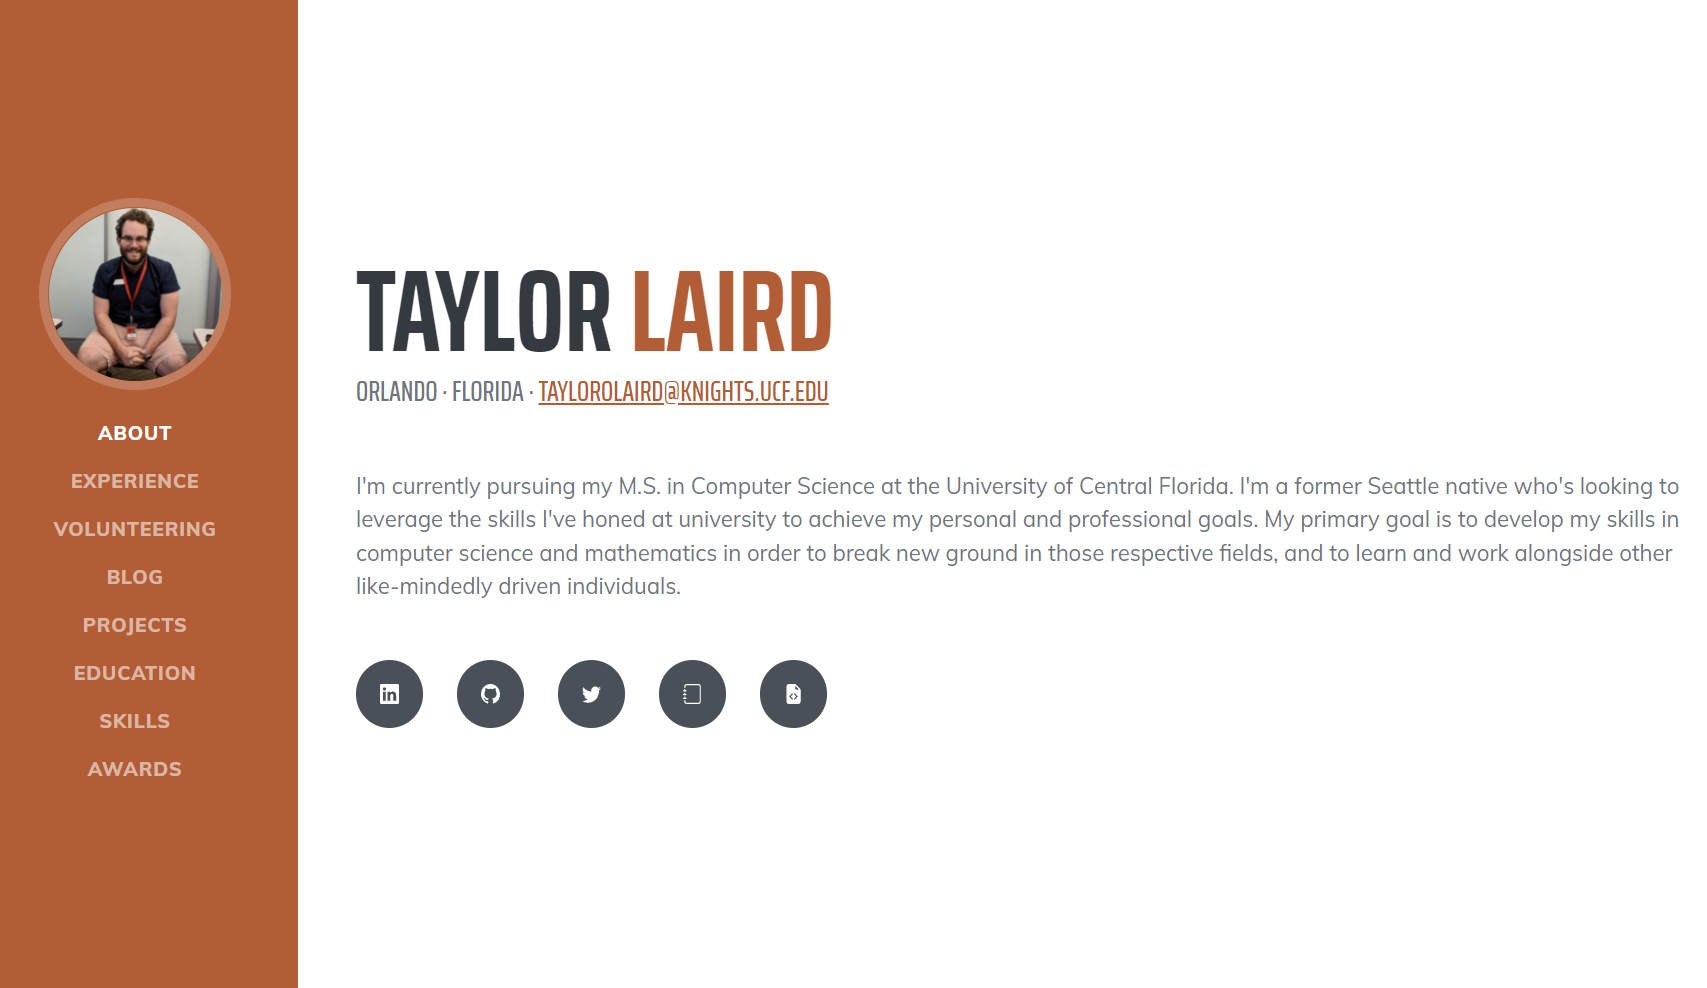 ABOUT
EXPERIENCE
VOLUNTEERING
BLOG
PROJECTS
EDUCATION
SKILLS
AWARDS
TAYLOR LAIRD
ORLANDO · FLORIDA · TAYLOROLAIRD@KNIGHTS.UCF.EDU
I'm currently pursuing my M.S. in Computer Science at the University of Central Florida. I'm a former Seattle native who's looking to
leverage the skills I've honed at university to achieve my personal and professional goals. My primary goal is to develop my skills in
computer science and mathematics in order to break new ground in those respective fields, and to learn and work alongside other
like-mindedly driven individuals.
in